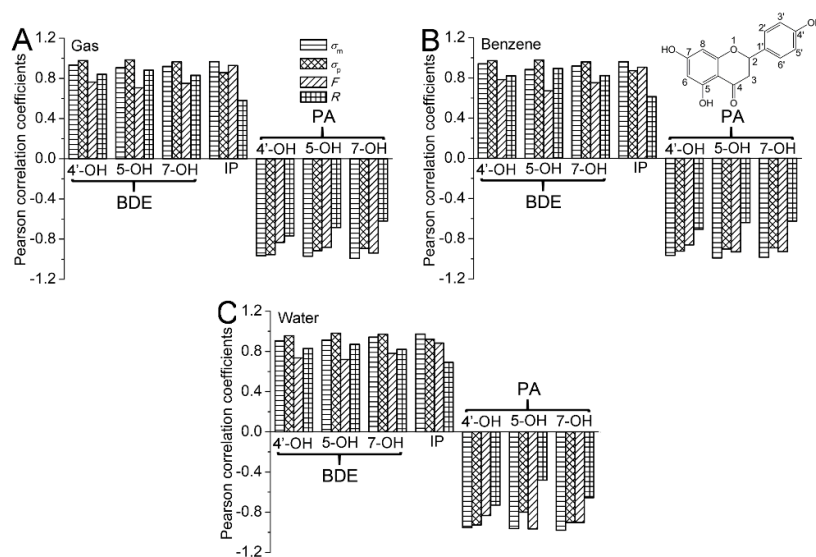 A
Gas
σm
σp
F
R
Pearson correlation coefficients
1.2
0.8
0.4
0.0
-0.4
-0.8
-1.2
4'-OH 5-OH 7-OH
BDE
IP
PA
4'-OH 5-OH 7-OH
B
Benzene
Pearson correlation coefficients
1.2
0.8
0.4
0.0
-0.4
-0.8
-1.2
4'-OH 5-OH 7-OH
BDE
IP
PA
4'-OH 5-OH 7-OH
HO
OH
O
1
2
3
4
5
6
7
8
1'
2'
3'
4'
5'
6'
C
Water
Pearson correlation coefficients
1.2
0.8
0.4
0.0
-0.4
-0.8
-1.2
4'-OH 5-OH 7-OH
BDE
IP
PA
4'-OH 5-OH 7-OH